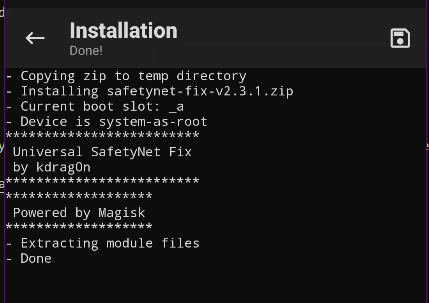 Installation
Done!
- Copying zip to temp directory
- Installing safetynet-fix-v2.3.1.zip
- Current boot slot: _a
- Device is system-as-root
*************************
Universal SafetyNet Fix
by kdrag0n
*************************
*******************
Powered by Magisk
*******************
- Extracting module files
- Done